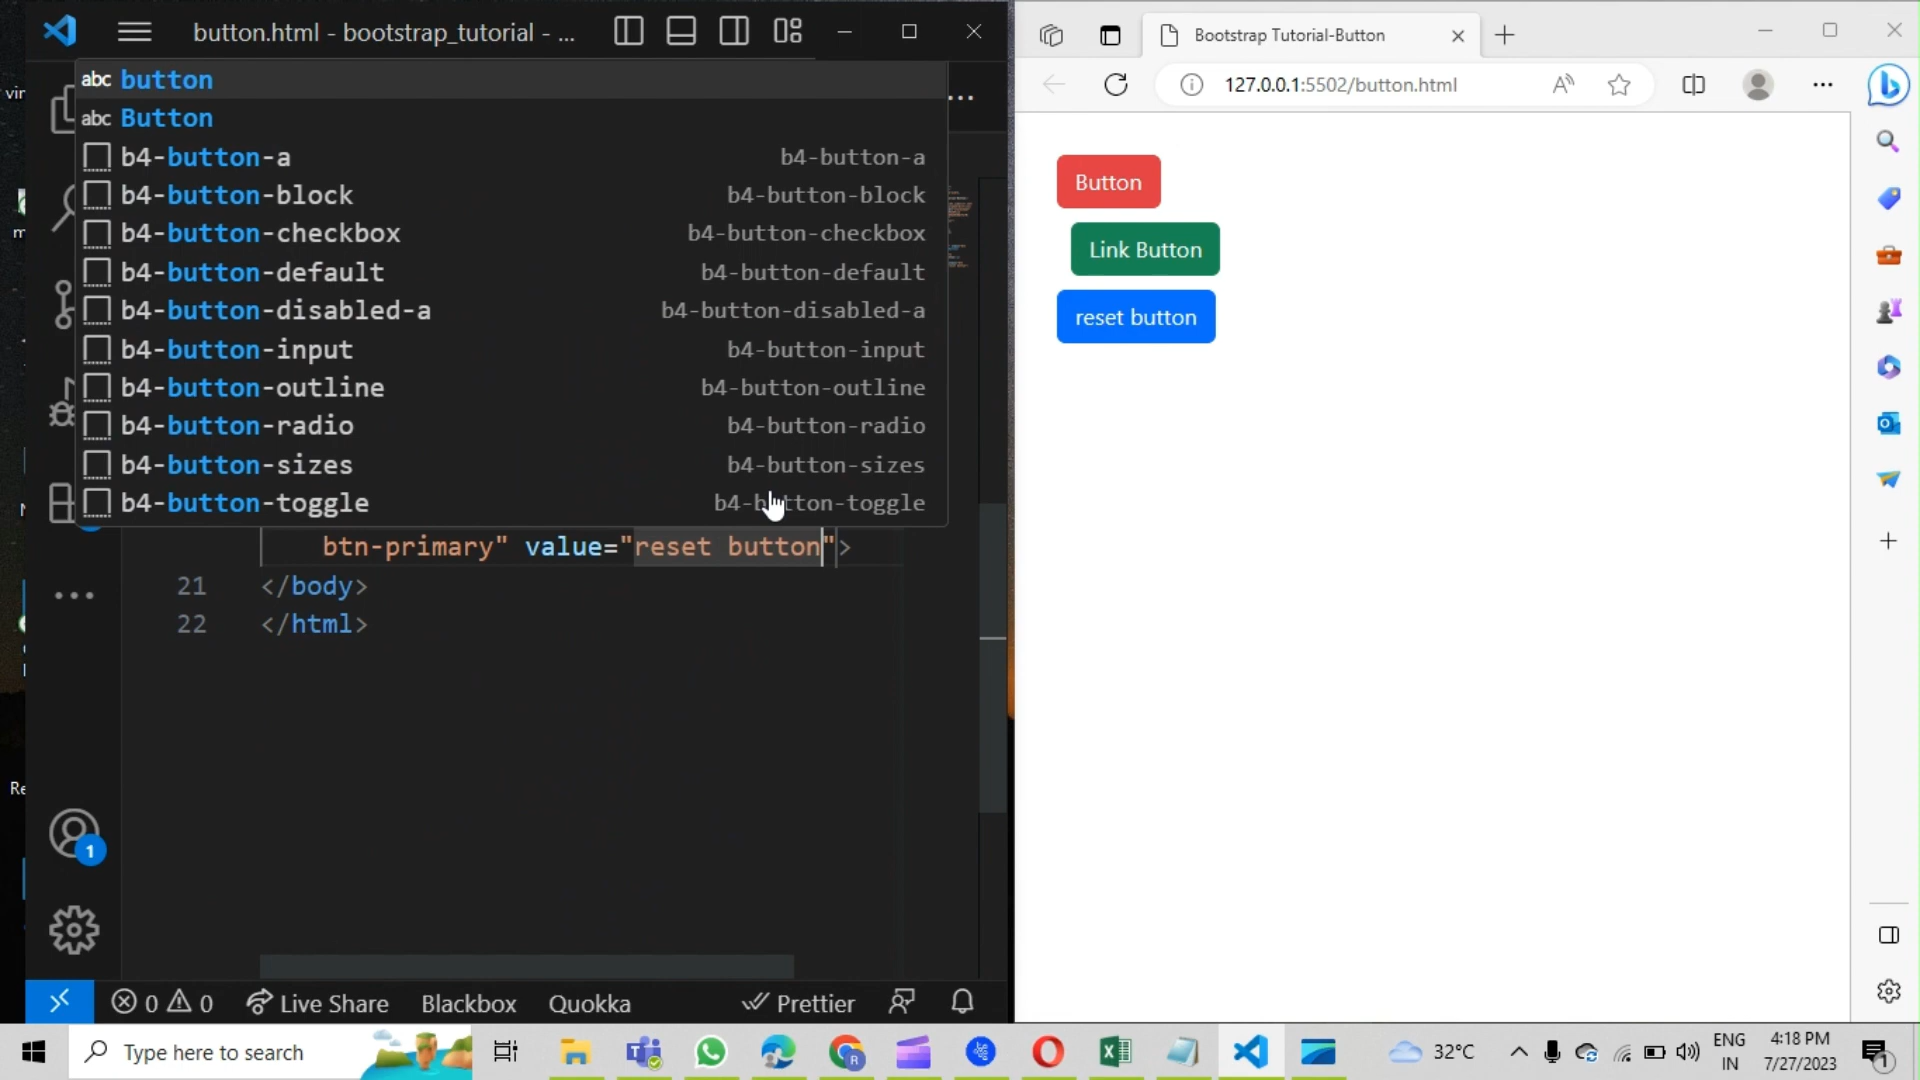 button.html - bootstrap_tutorial - ...
abc button
abc Button
b4-button-a b4-button-a
b4-button-block b4-button-block
b4-button-checkbox b4-button-checkbox
b4-button-default b4-button-default
b4-button-disabled-a b4-button-disabled-a
b4-button-input b4-button-input
b4-button-outline b4-button-outline
b4-button-radio b4-button-radio
b4-button-sizes b4-button-sizes
b4-button-toggle b4-button-toggle
btn-primary" value="reset button">
21 </body>
22 </html>
1
0 0 Live Share Blackbox Quokka Prettier
Bootstrap Tutorial-Button
127.0.0.1:5502/button.html
Button
Link Button
reset button
Type here to search
32°C
ENG
IN
4:18 PM
7/27/2023
1